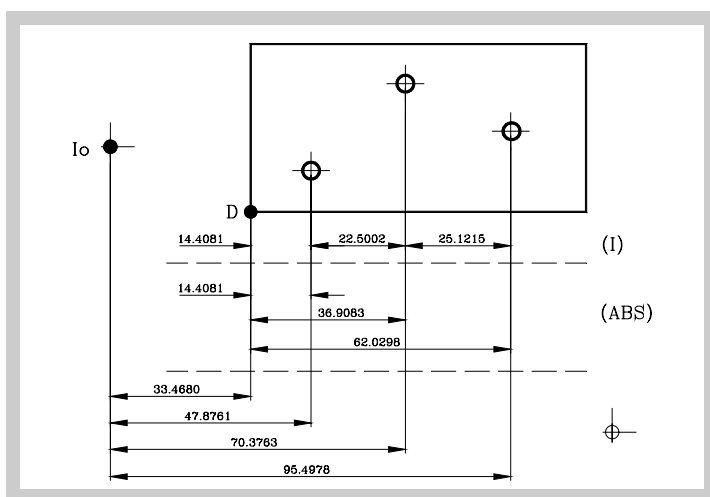 Io
D
14.4081 22.5002 25.1215 (I)
14.4081
36.9083 (ABS)
62.0298
33.4680
47.8761
70.3763
95.4978